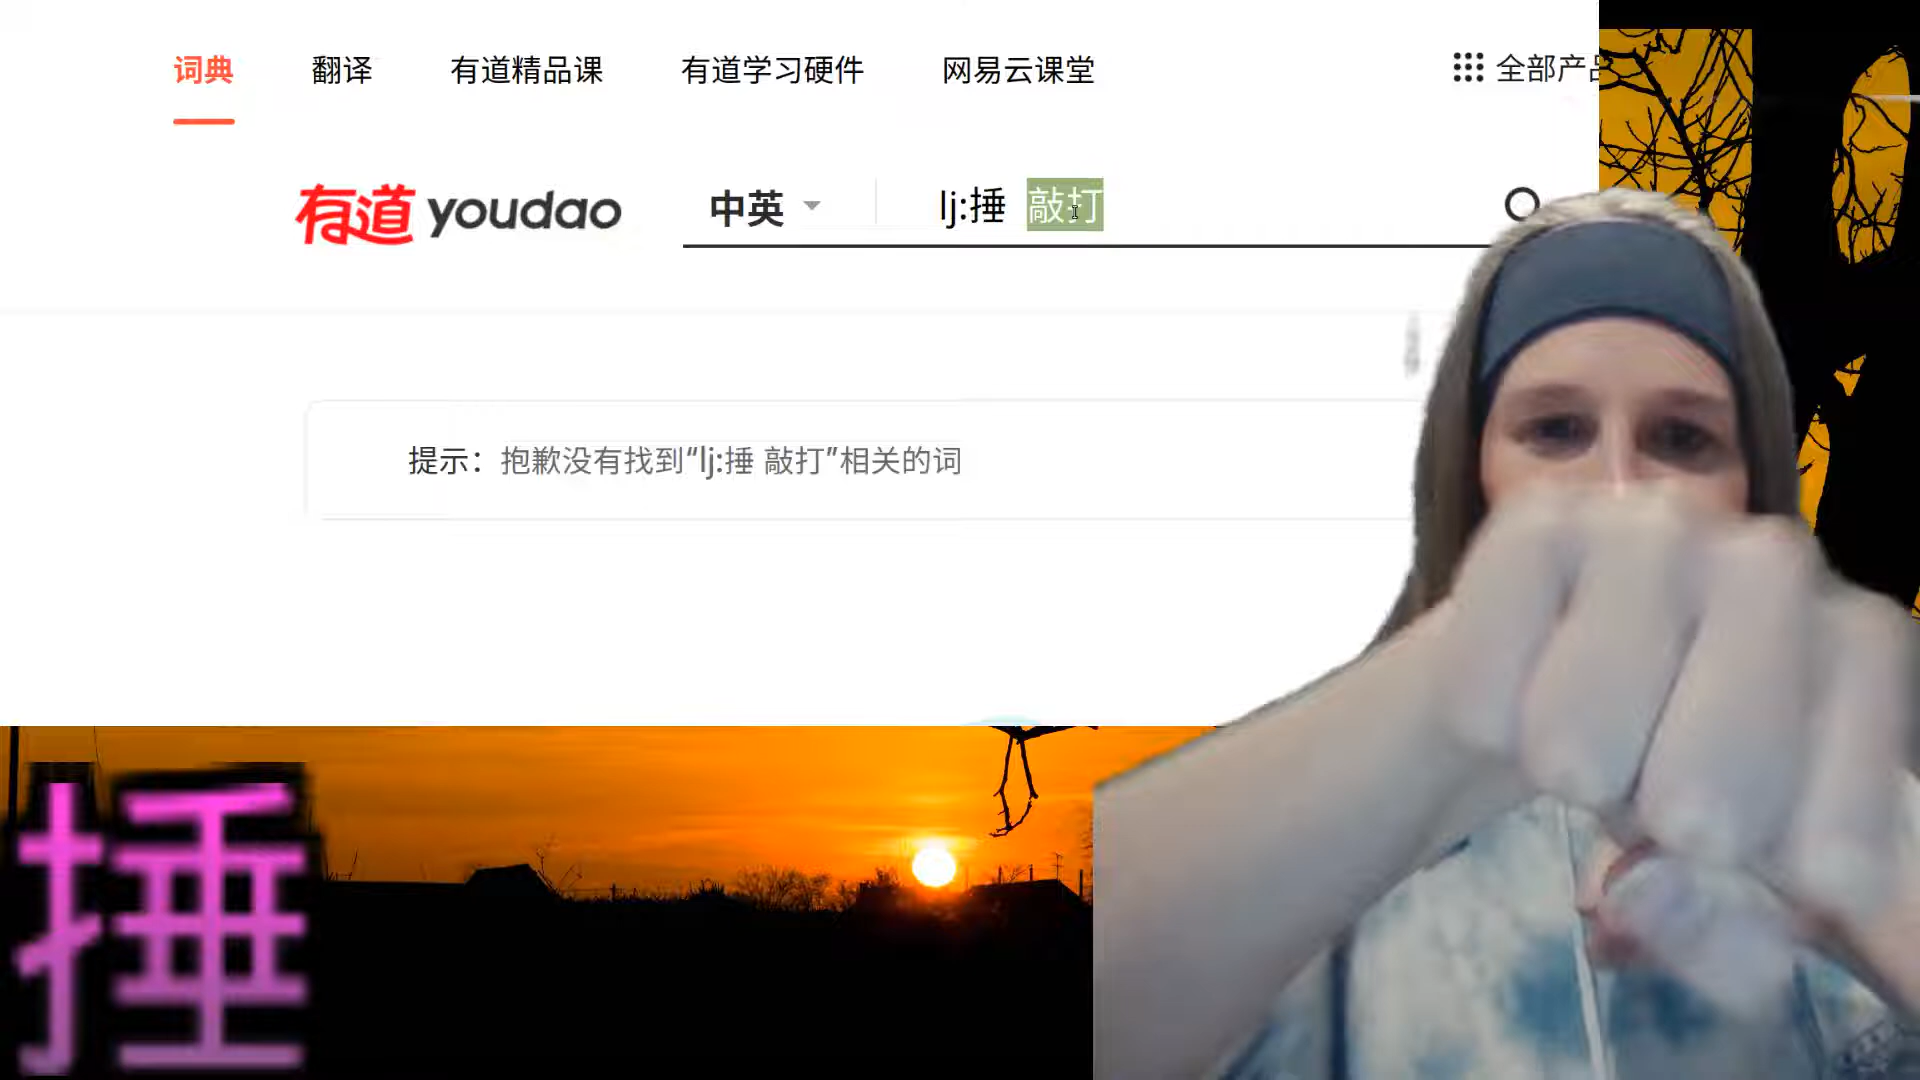 词典 翻译 有道精品课 有道学习硬件 网易云课堂 全部产品
有道 youdao 中英 lj:捶 敲打
提示：抱歉没有找到“lj:捶 敲打”相关的词
捶